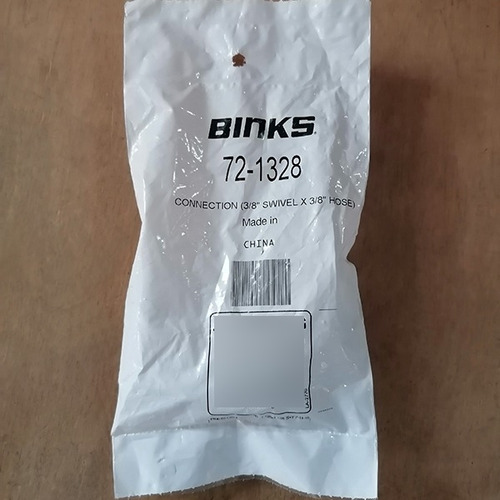 BINKS
72-1328
CONNECTION (3/8" SWIVEL X 3/8" HOSE)
Made in
CHINA